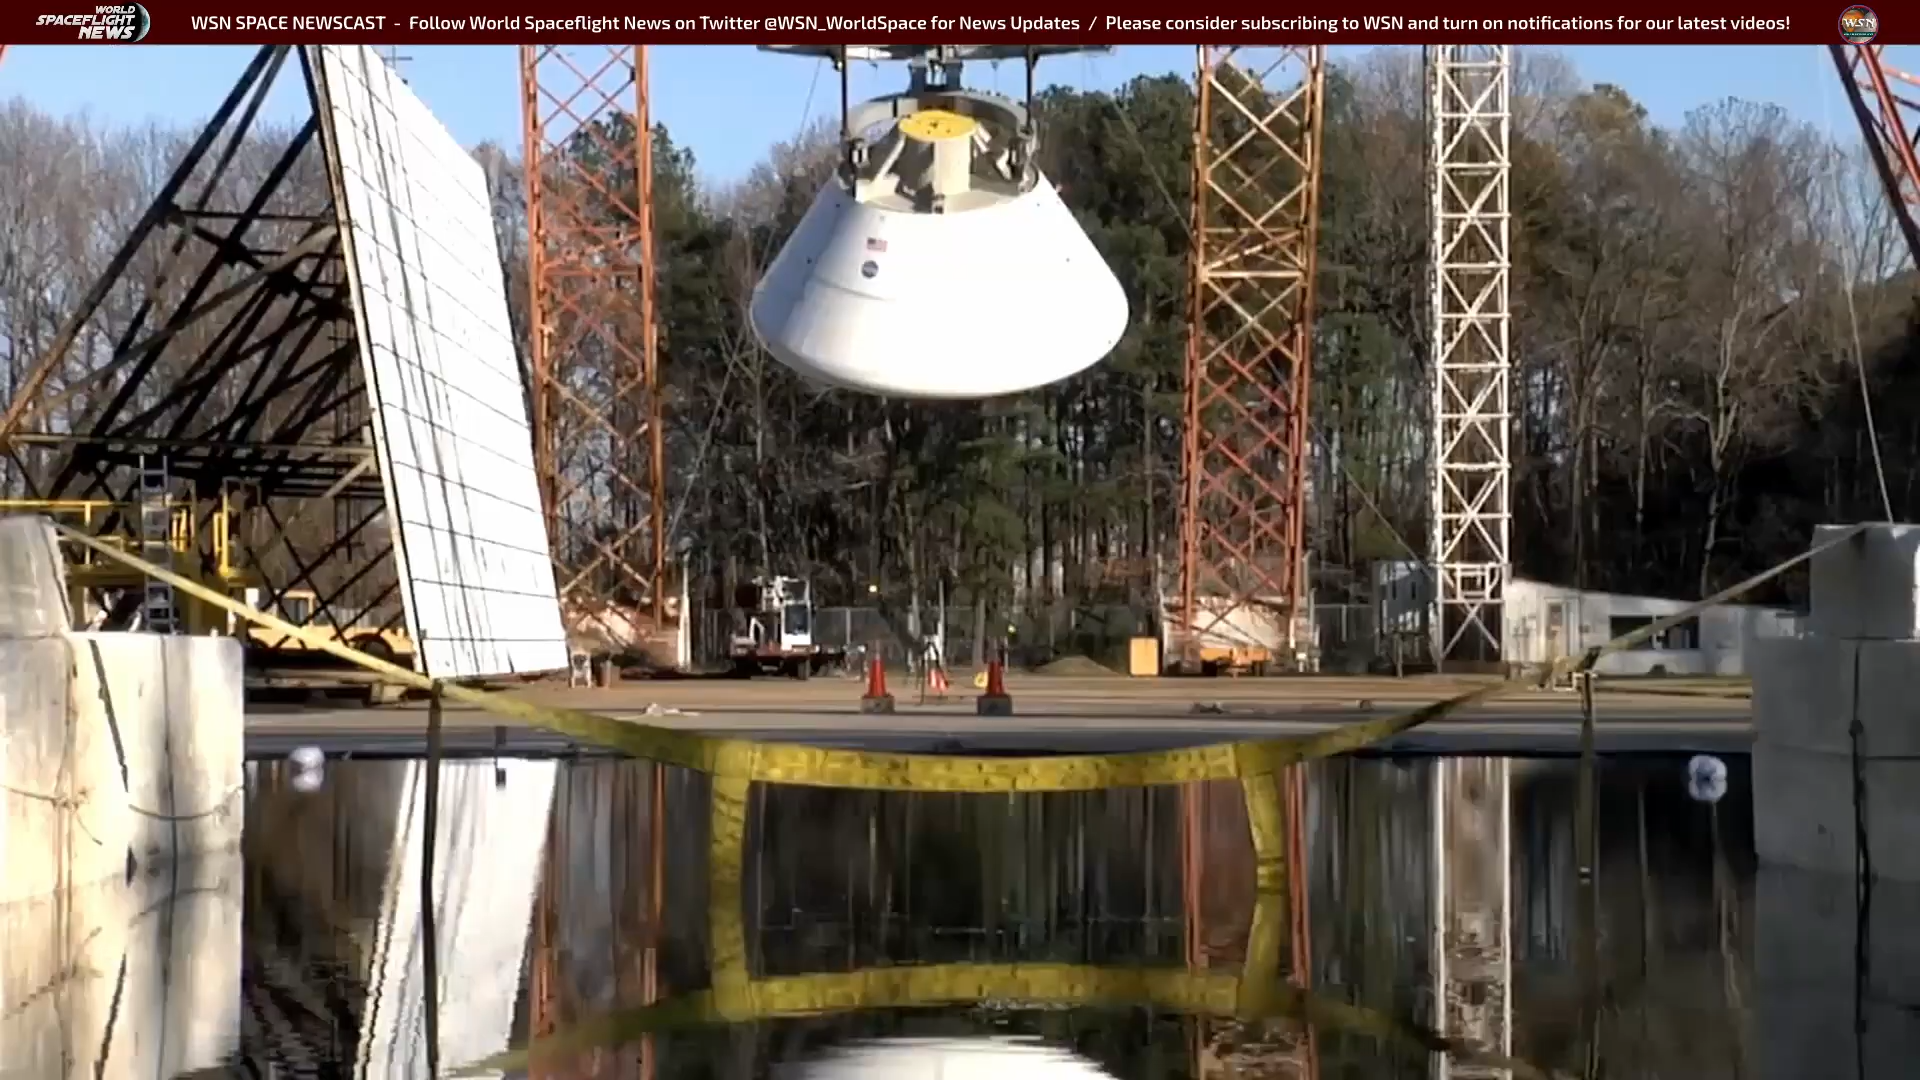 WORLD
SPACEFLIGHT
NEWS
WSN SPACE NEWSCAST - Follow World Spaceflight News on Twitter @WSN_WorldSpace for News Updates / Please consider subscribing to WSN and turn on notifications for our latest videos!
WSN